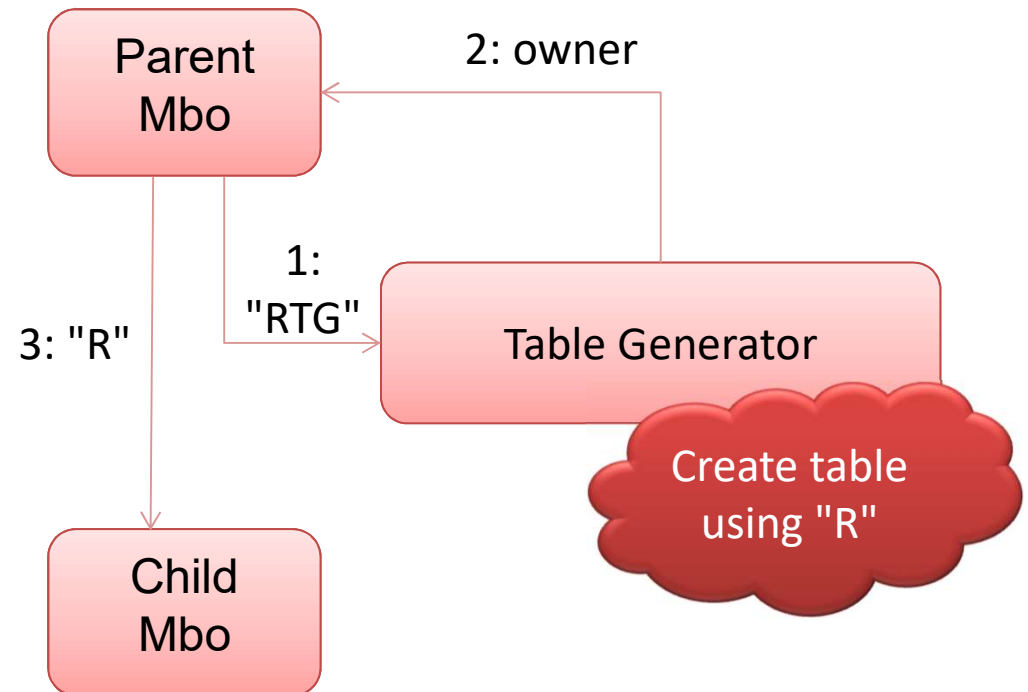 Parent
Mbo
2: owner
1:
"RTG"
3: "R"
Table Generator
Create table
using "R"
Child
Mbo